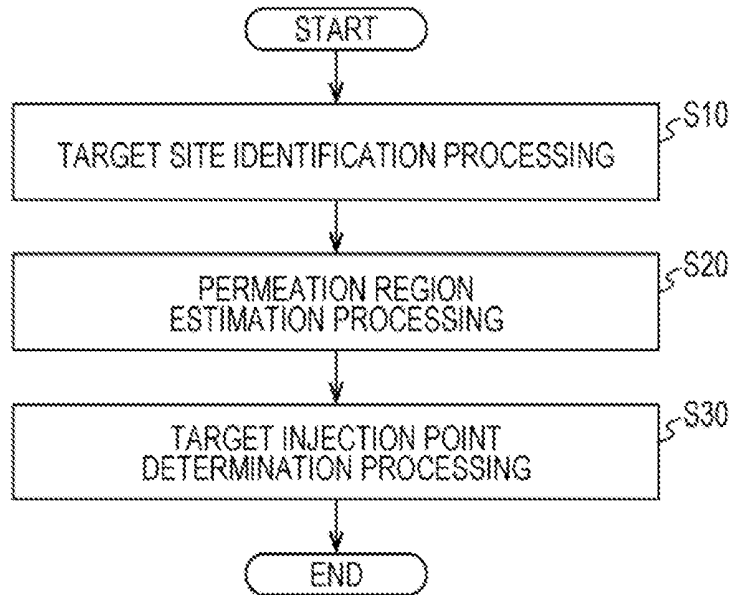 START
TARGET SITE IDENTIFICATION PROCESSING
S10
PERMEATION REGION
ESTIMATION PROCESSING
S20
TARGET INJECTION POINT
DETERMINATION PROCESSING
S30
END